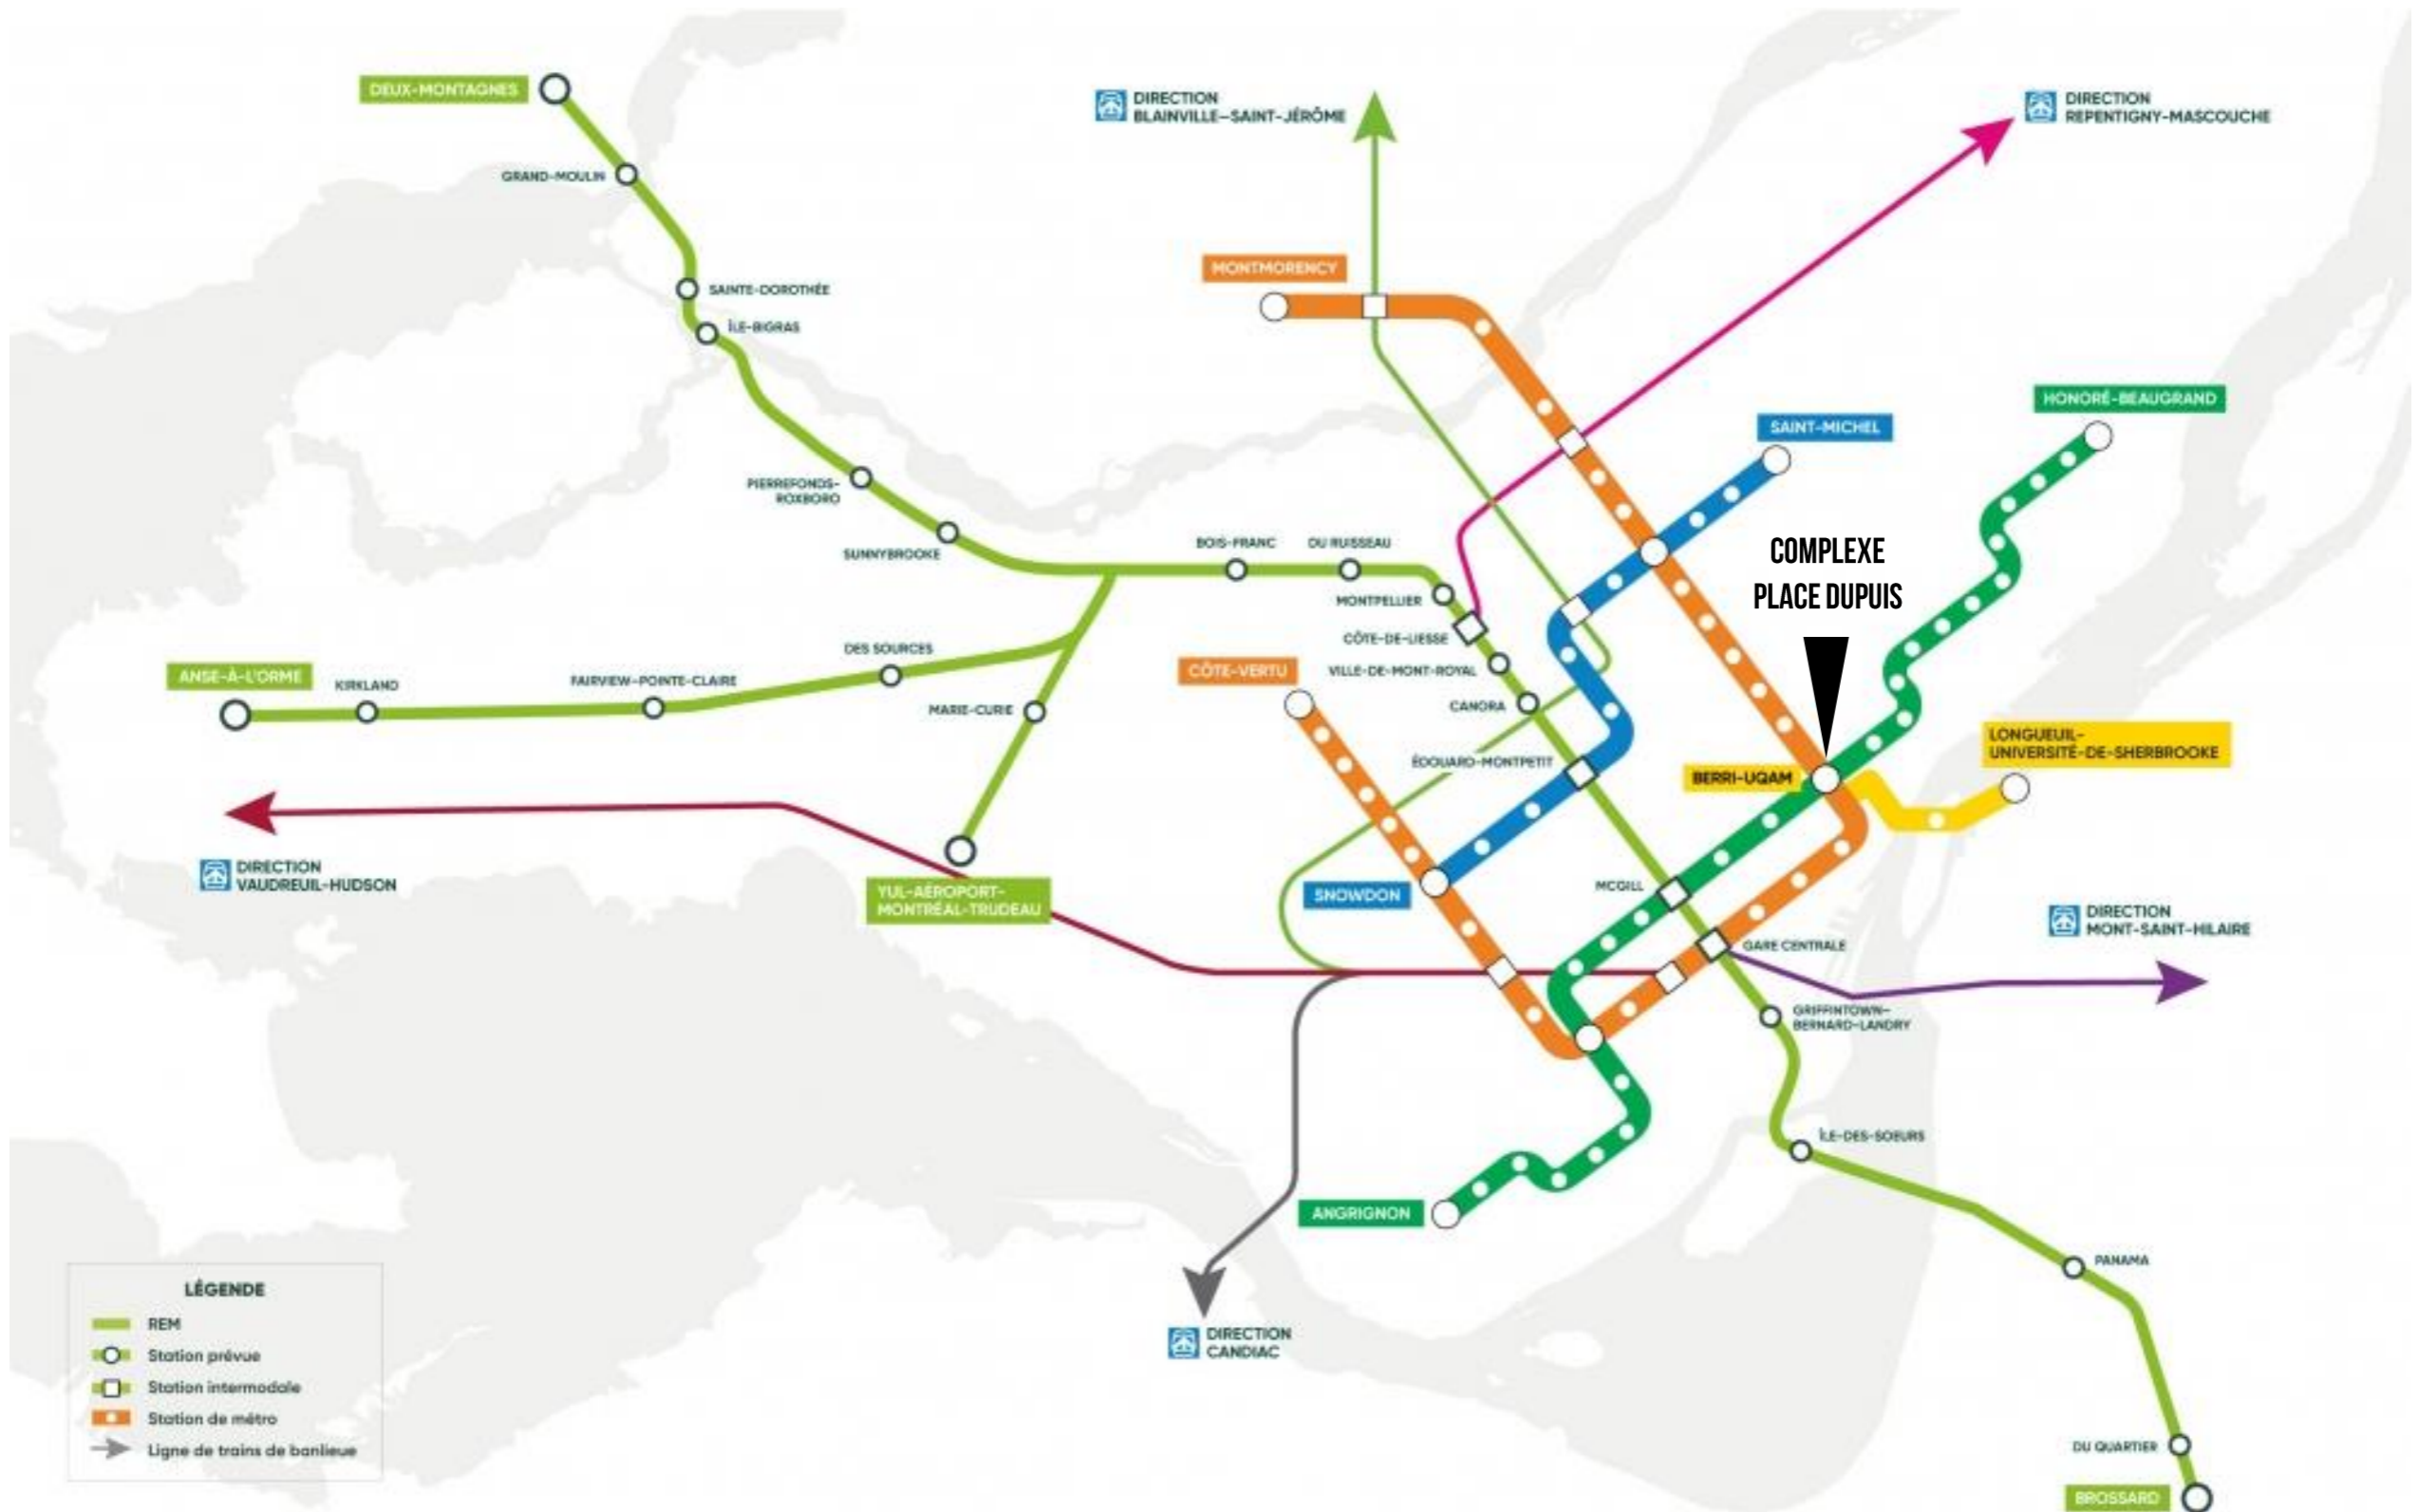 DEUX-MONTAGNES
GRAND-MOULIN
SAINTE-DOROTHÉE
ÎLE-BIGRAS
PIERREFONDS-
ROXBORO
SUNNYBROOKE
BOIS-FRANC
DU RUISSEAU
MONTPELLIER
CÔTE-DE-LIESSE
VILLE-DE-MONT-ROYAL
CANORA
ÉDOUARD-MONTPETIT
MCGILL
GARE CENTRALE
GRIFFINTOWN–
BERNARD-LANDRY
ÎLE-DES-SOEURS
PANAMA
DU QUARTIER
BROSSARD
ANSE-À-L'ORME
KIRKLAND
FAIRVIEW-POINTE-CLAIRE
DES SOURCES
MARIE-CURIE
YUL-AÉROPORT-
MONTRÉAL-TRUDEAU
DIRECTION
VAUDREUIL-HUDSON
DIRECTION
BLAINVILLE–SAINT-JÉRÔME
DIRECTION
REPENTIGNY-MASCOUCHE
MONTMORENCY
SAINT-MICHEL
HONORÉ-BEAUGRAND
COMPLEXE
PLACE DUPUIS
CÔTE-VERTU
BERRI-UQAM
LONGUEUIL-
UNIVERSITÉ-DE-SHERBROOKE
SNOWDON
DIRECTION
MONT-SAINT-HILAIRE
ANGRIGNON
DIRECTION
CANDIAC
LÉGENDE
REM
Station prévue
Station intermodale
Station de métro
Ligne de trains de banlieue